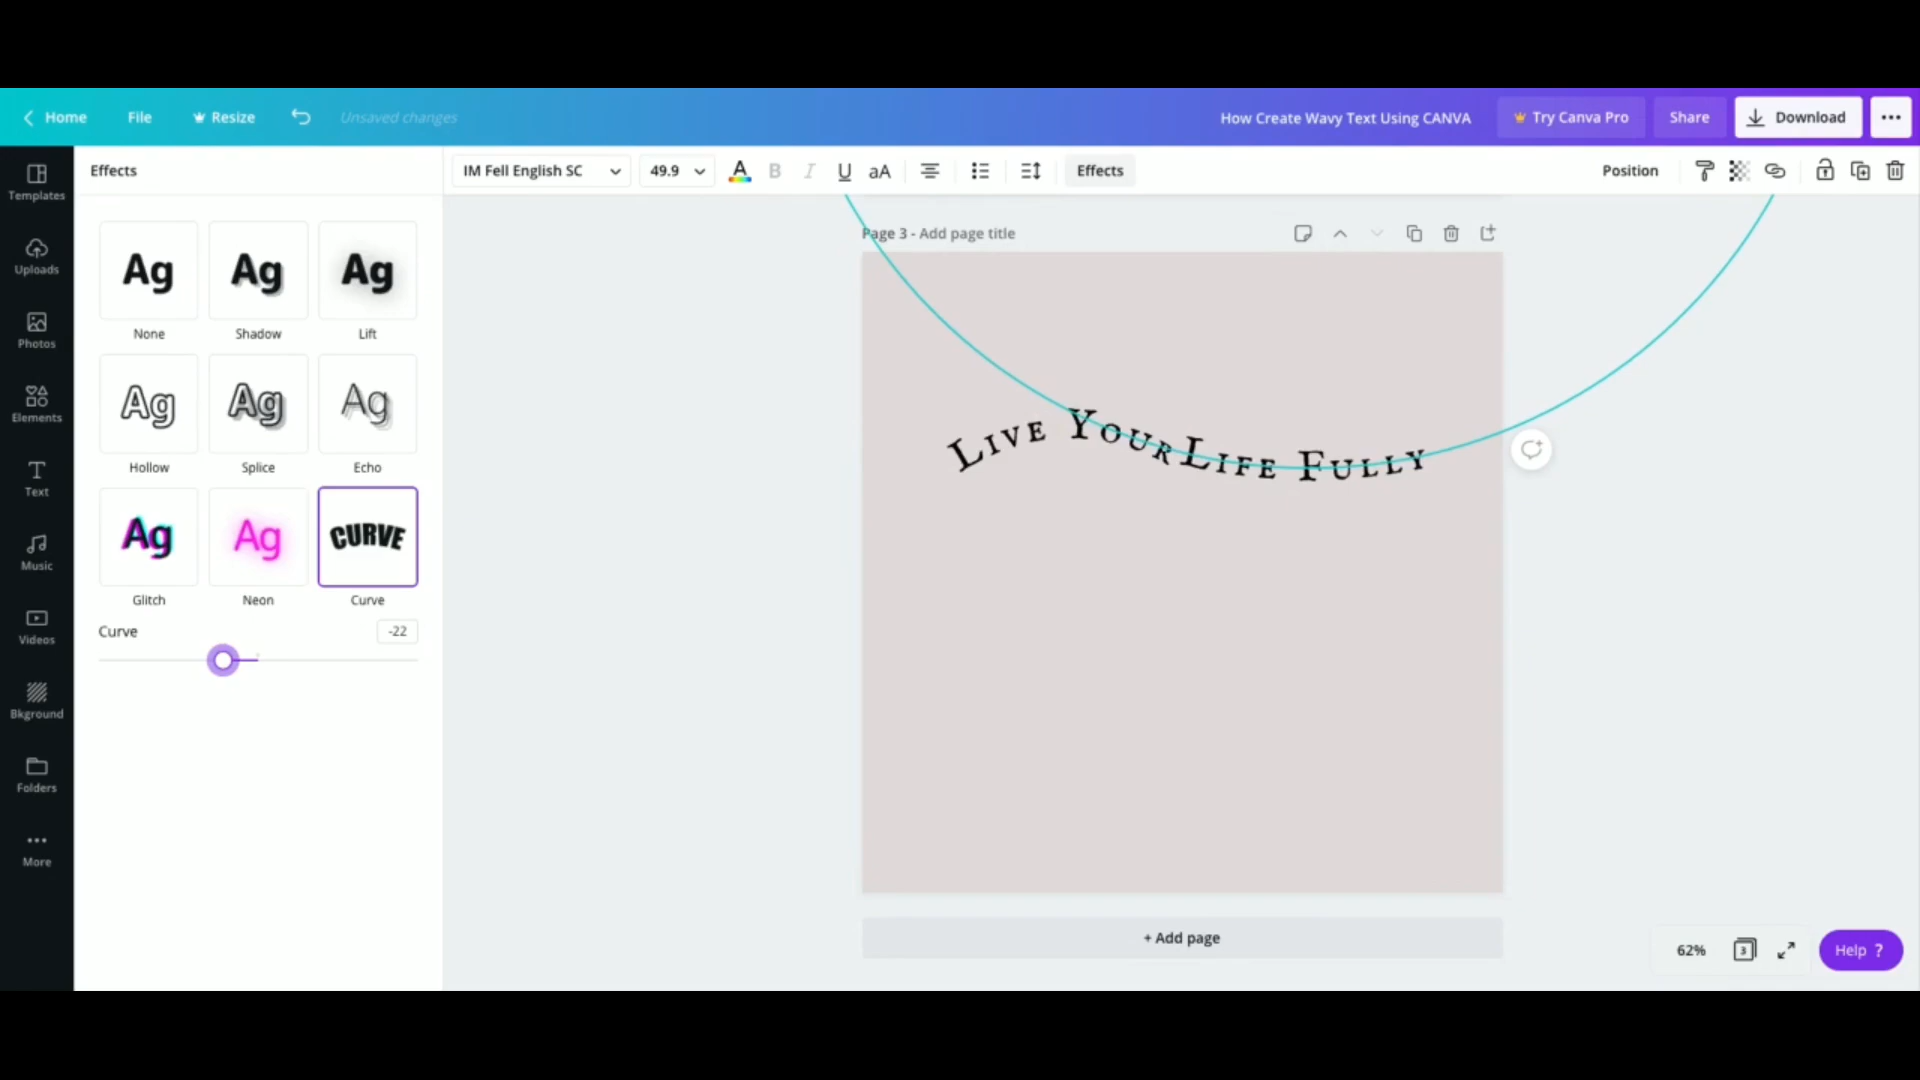 Home File Resize Unsaved changes How Create Wavy Text Using CANVA Try Canva Pro Share Download
Effects IM Fell English SC 49.9 A B I U aA Effects Position
Templates
Uploads
Photos
Elements
Text
Music
Videos
Bkground
Folders
More
Ag Ag Ag
None Shadow Lift
Ag Ag Ag
Hollow Splice Echo
Ag Ag CURVE
Glitch Neon Curve
Curve -22
Page 3 - Add page title
LIVE YOUR LIFE FULLY
+ Add page
62% 3 Help ?